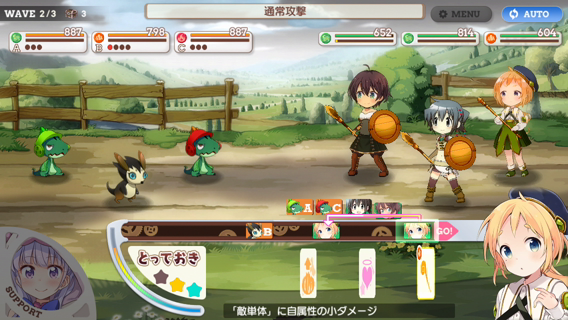 WAVE 2/3 3
通常攻撃
MENU
AUTO
A 887
B 798
C 887
652
814
604
A C
B
GO!
とっておき
SUPPORT
「敵単体」に自属性の小ダメージ